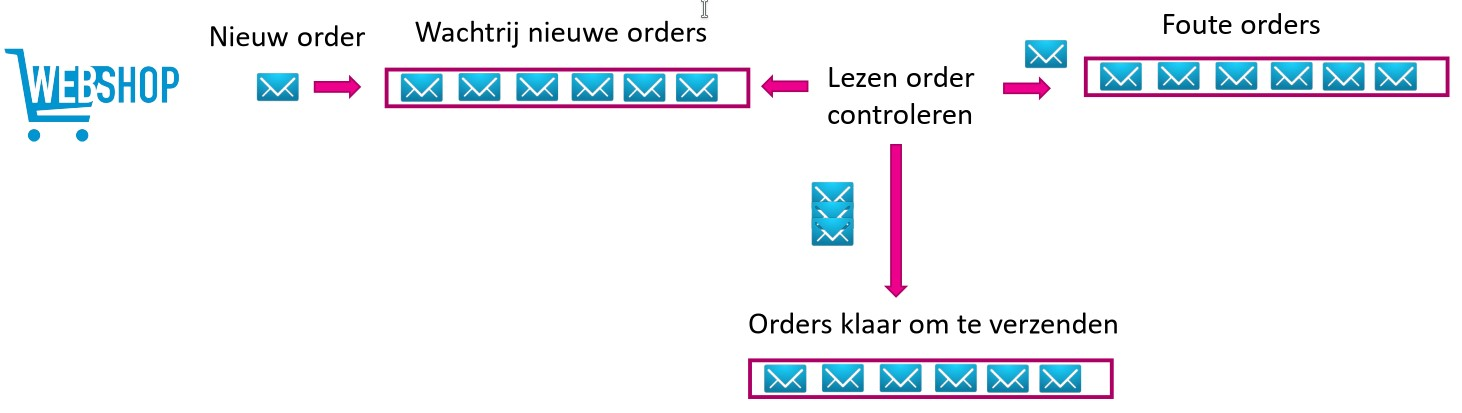 WEBSHOP
Nieuw order
Wachtrij nieuwe orders
Lezen order
controleren
Foute orders
Orders klaar om te verzenden